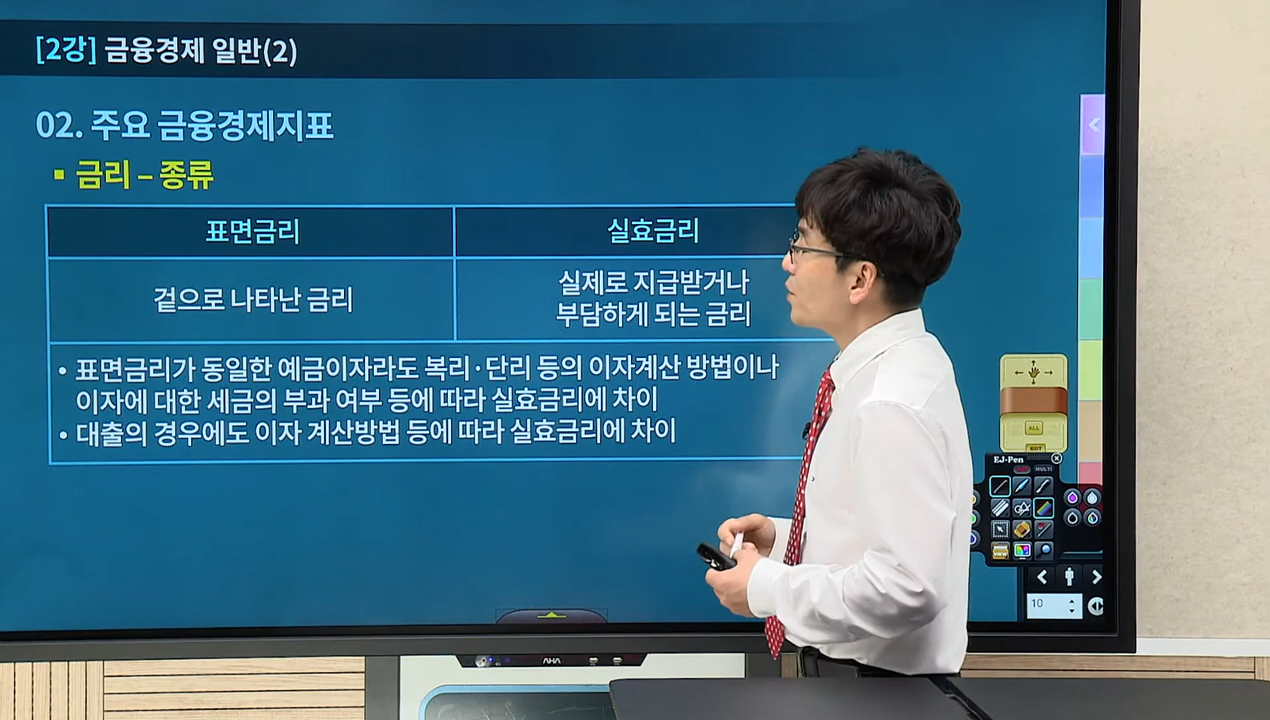 [2강] 금융경제 일반(2)
02. 주요 금융경제지표
▪ 금리 – 종류
표면금리
실효금리
겉으로 나타난 금리
실제로 지급받거나
부담하게 되는 금리
• 표면금리가 동일한 예금이자라도 복리·단리 등의 이자계산 방법이나
이자에 대한 세금의 부과 여부 등에 따라 실효금리에 차이
• 대출의 경우에도 이자 계산방법 등에 따라 실효금리에 차이
ALL
EXIT
EJ-Pen
MULTI
10
AHA